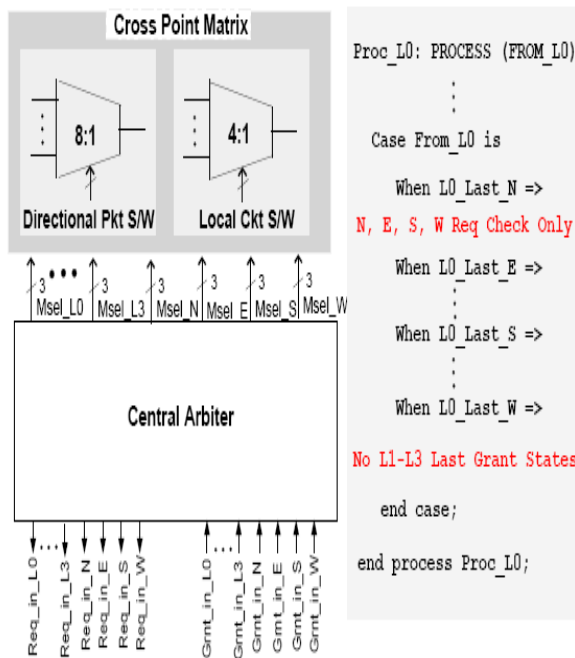 Cross Point Matrix
8:1
4:1
Directional Pkt S/W
Local Ckt S/W
3
3
3
3
3
3
Msel_L0
Msel_L3
Msel_N
Msel_E
Msel_S
Msel_W
Central Arbiter
Req_in_L0
Req_in_L3
Req_in_N
Req_in_E
Req_in_S
Req_in_W
Grnt_in_L0
Grnt_in_L3
Grnt_in_N
Grnt_in_E
Grnt_in_S
Grnt_in_W
Proc_L0: PROCESS (FROM_L0)
Case From_L0 is
When L0_Last_N =>
N, E, S, W Req Check Only
When L0_Last_E =>
When L0_Last_S =>
When L0_Last_W =>
No L1-L3 Last Grant States
end case;
end process Proc_L0;